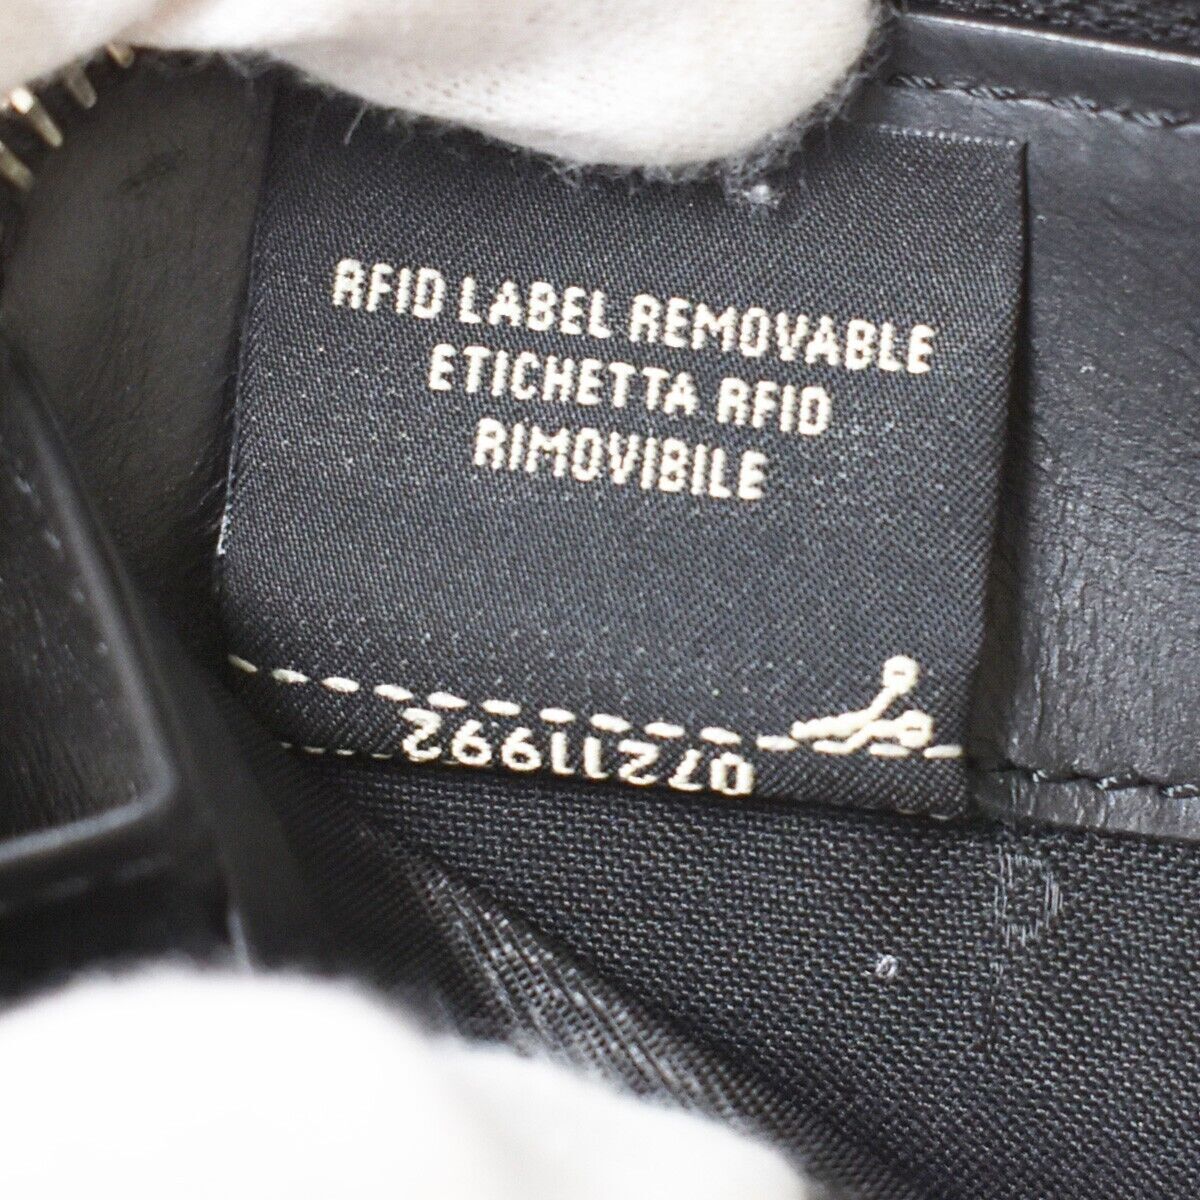 RFID LABEL REMOVABLE
ETICHETTA RFID
RIMOVIBILE
07211992